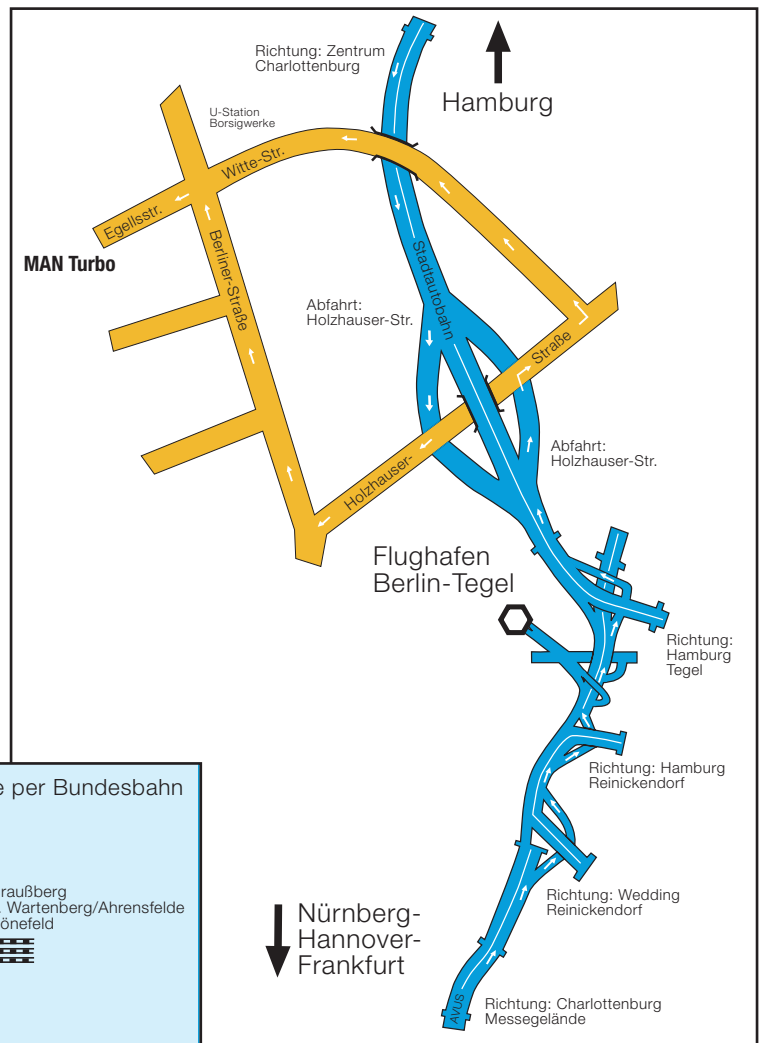 Richtung: Zentrum
Charlottenburg
Hamburg
U-Station
Borsigwerke
Witte-Str.
Egellsstr.
MAN Turbo
Berliner-Straße
Stadtautobahn
Abfahrt:
Holzhauser-Str.
Straße
Holzhauser-
Abfahrt:
Holzhauser-Str.
Flughafen
Berlin-Tegel
Richtung:
Hamburg
Tegel
Richtung: Hamburg
Reinickendorf
e per Bundesbahn
raußberg
. Wartenberg/Ahrensfelde
önefeld
Richtung: Wedding
Reinickendorf
Nürnberg-
Hannover-
Frankfurt
AVUS
Richtung: Charlottenburg
Messegelände